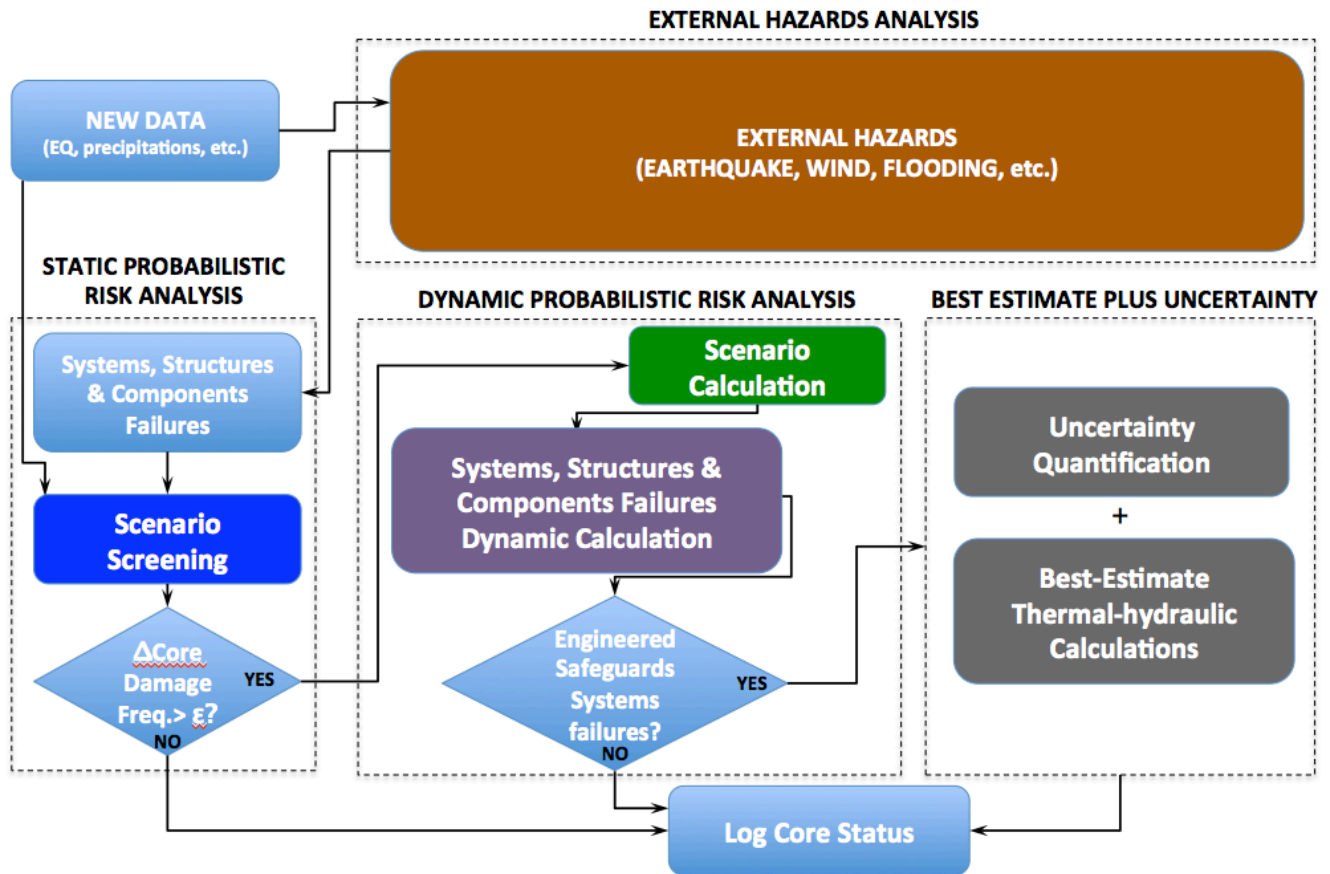 EXTERNAL HAZARDS ANALYSIS
NEW DATA
(EQ, precipitations, etc.)
EXTERNAL HAZARDS
(EARTHQUAKE, WIND, FLOODING, etc.)
STATIC PROBABILISTIC
RISK ANALYSIS
Systems, Structures
& Components
Failures
Scenario
Screening
ΔCore
Damage
Freq.> ε?
YES
NO
DYNAMIC PROBABILISTIC RISK ANALYSIS
Scenario
Calculation
Systems, Structures &
Components Failures
Dynamic Calculation
Engineered
Safeguards
Systems
failures?
YES
NO
BEST ESTIMATE PLUS UNCERTAINTY
Uncertainty
Quantification
+
Best-Estimate
Thermal-hydraulic
Calculations
Log Core Status